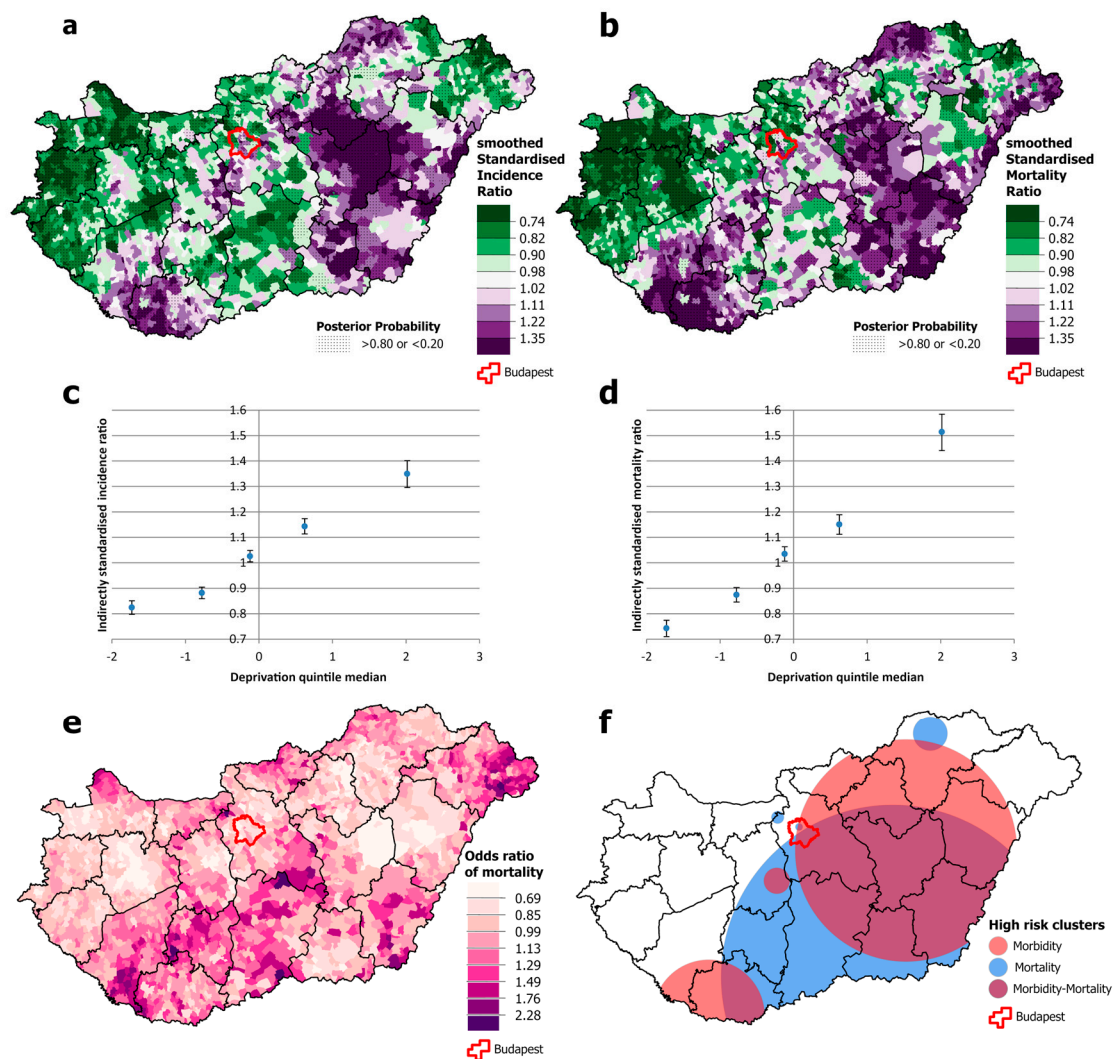 a
smoothed
Standardised
Incidence
Ratio
0.74
0.82
0.90
0.98
1.02
1.11
1.22
1.35
Posterior Probability
>0.80 or <0.20
Budapest
b
smoothed
Standardised
Mortality
Ratio
0.74
0.82
0.90
0.98
1.02
1.11
1.22
1.35
Posterior Probability
>0.80 or <0.20
Budapest
c
Indirectly standardised incidence ratio
1.6
1.5
1.4
1.3
1.2
1.1
1
0.9
0.8
0.7
-2 -1 0 1 2 3
Deprivation quintile median
d
Indirectly standardised mortality ratio
1.6
1.5
1.4
1.3
1.2
1.1
1
0.9
0.8
0.7
-2 -1 0 1 2 3
Deprivation quintile median
e
Odds ratio
of mortality
0.69
0.85
0.99
1.13
1.29
1.49
1.76
2.28
Budapest
f
High risk clusters
Morbidity
Mortality
Morbidity-Mortality
Budapest